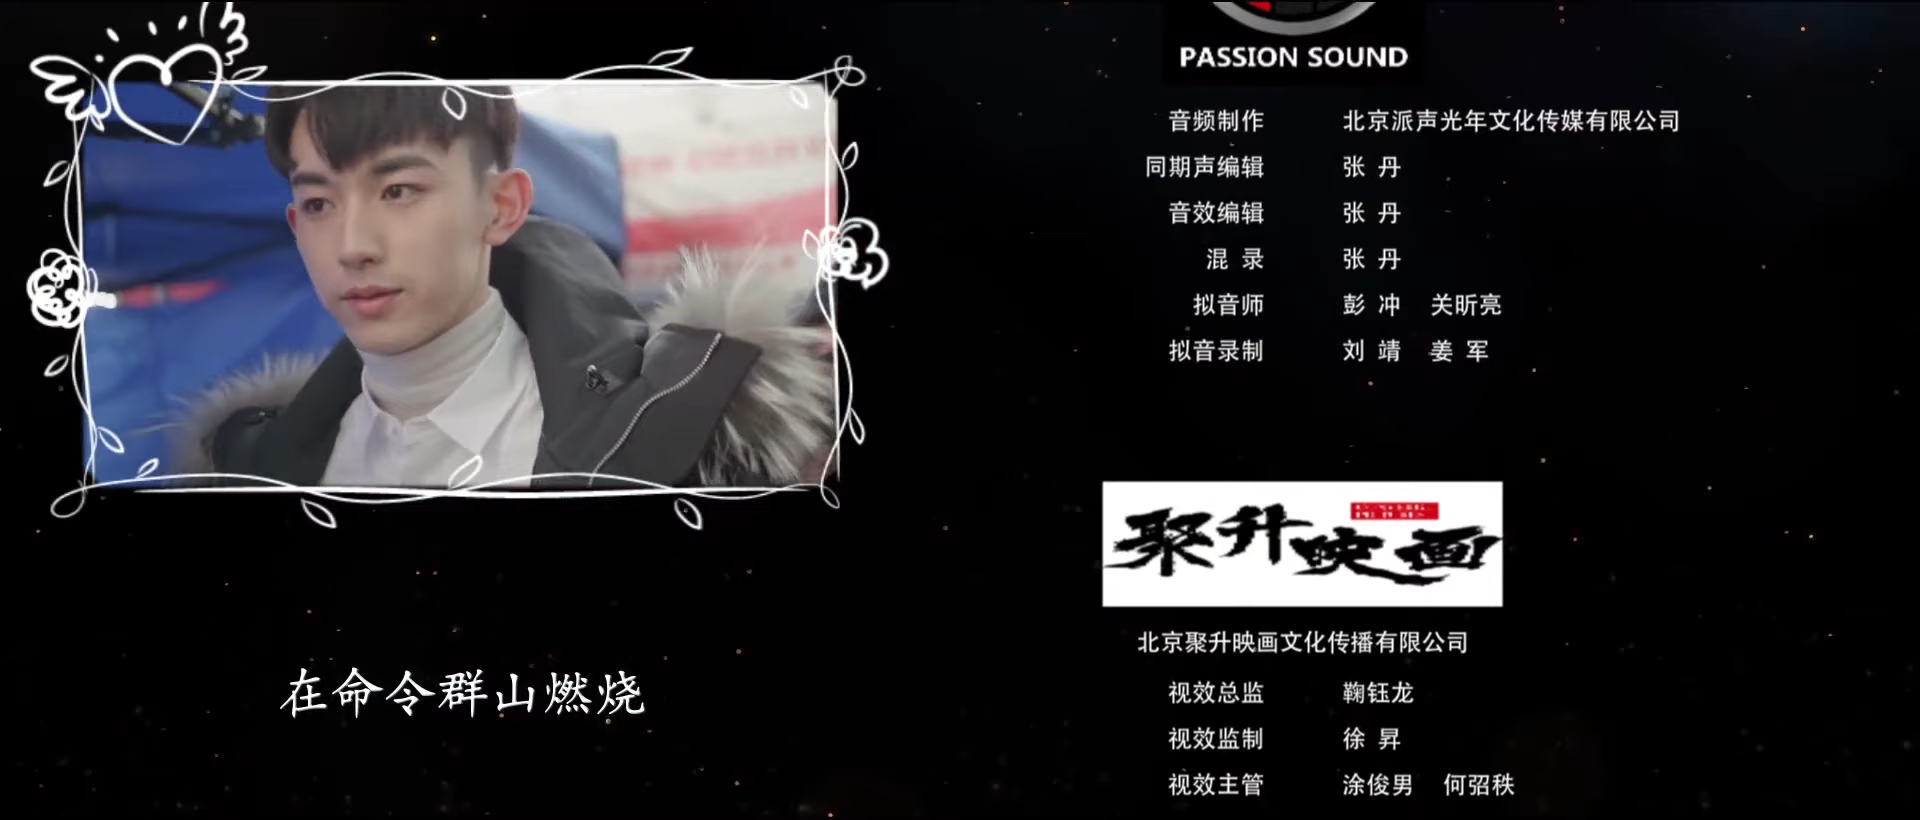 PASSION SOUND
音频制作 北京派声光年文化传媒有限公司
同期声编辑 张 丹
音效编辑 张 丹
混 录 张 丹
拟音师 彭 冲 关昕亮
拟音录制 刘 靖 姜 军
聚升映画
北京聚升映画文化传播有限公司
视效总监 鞠钰龙
视效监制 徐 昇
视效主管 涂俊男 何弨秩
在命令群山燃烧